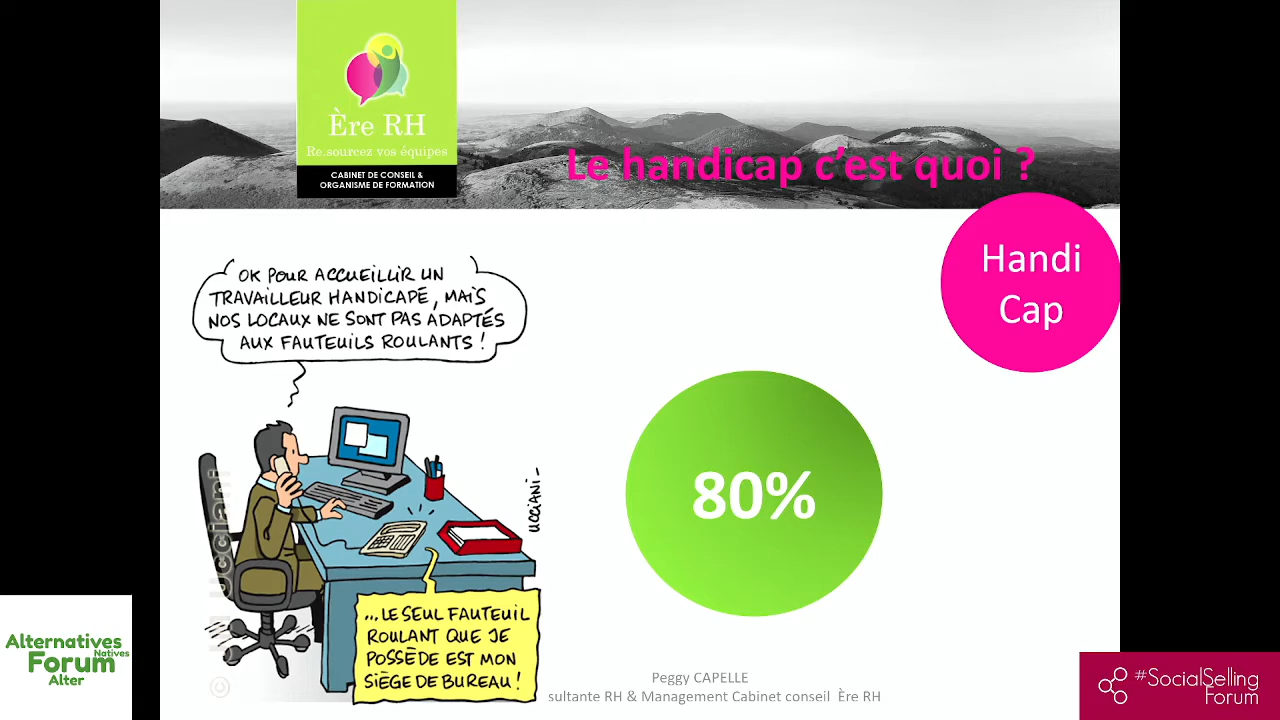 Ère RH
Re.sourcez vos équipes
CABINET DE CONSEIL &
ORGANISME DE FORMATION
Le handicap c’est quoi ?
Handi
Cap
OK POUR ACCUEILLIR UN
TRAVAILLEUR HANDICAPÉ, MAIS
NOS LOCAUX NE SONT PAS ADAPTÉS
AUX FAUTEUILS ROULANTS !
80%
UCCIANI
Ucciani
...LE SEUL FAUTEUIL
ROULANT QUE JE
POSSÈDE EST MON
SIÈGE DE BUREAU !
Peggy CAPELLE
sultante RH & Management Cabinet conseil Ère RH
Alternatives
Natives
Forum
Alter
#SocialSelling
Forum